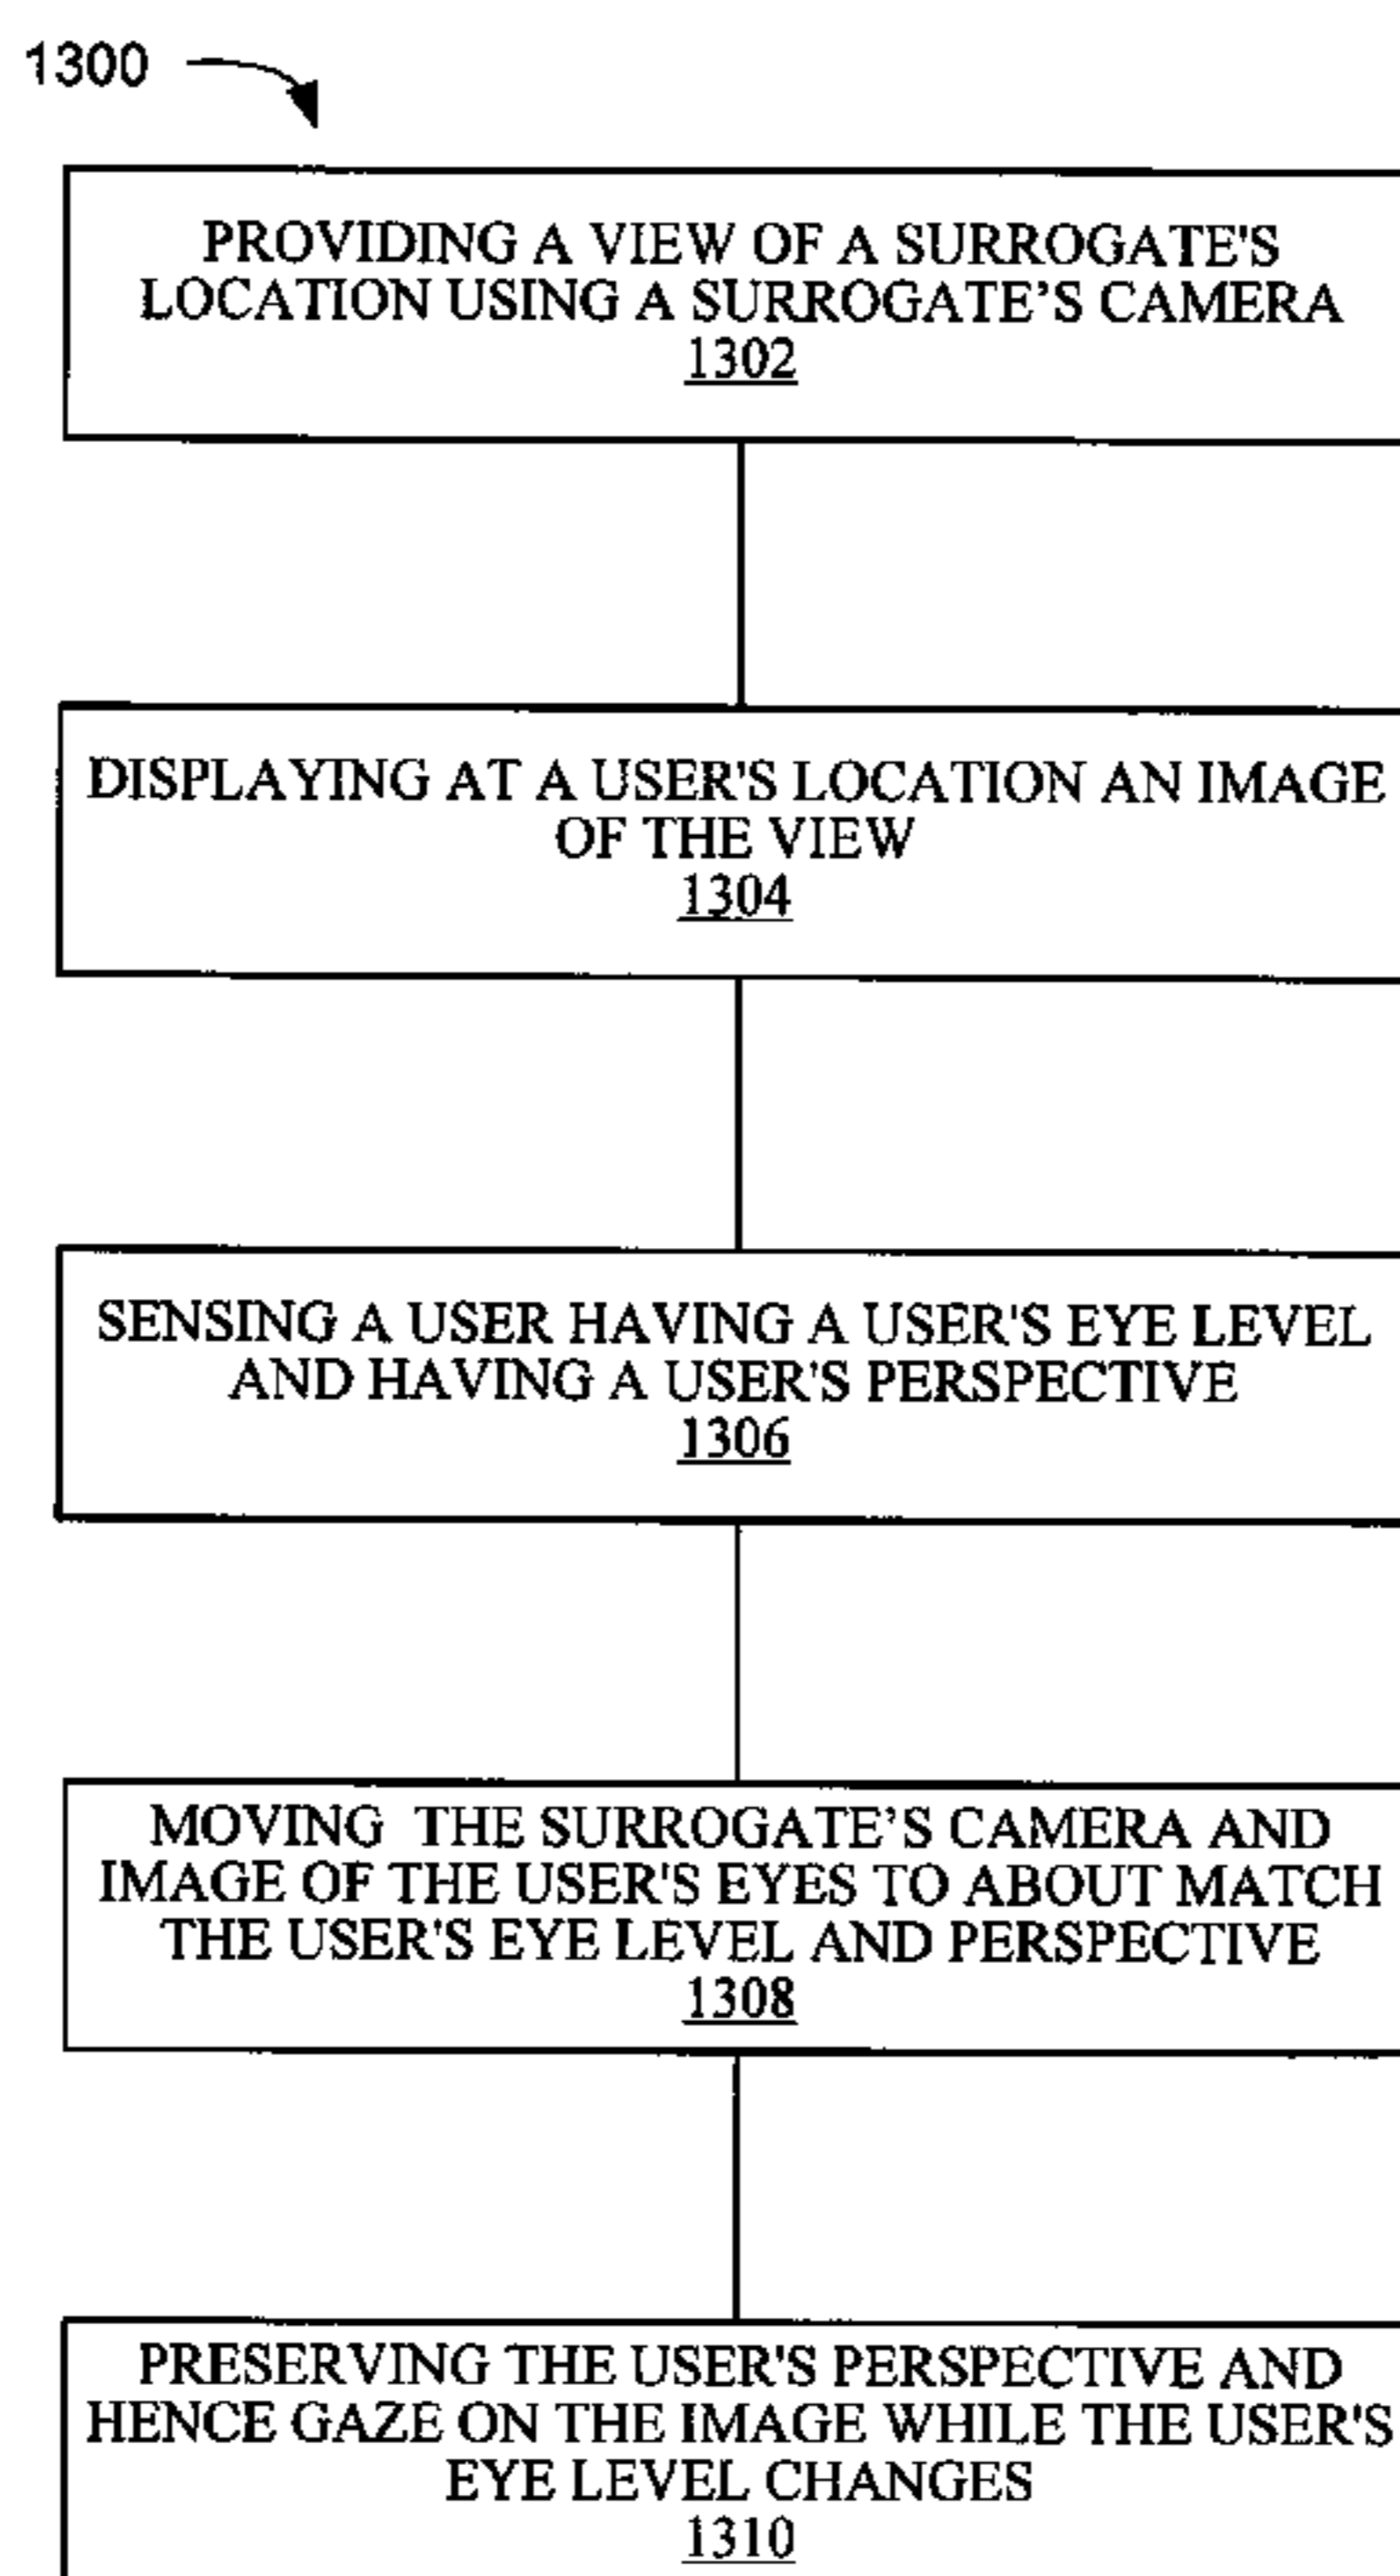 1300
PROVIDING A VIEW OF A SURROGATE'S
LOCATION USING A SURROGATE’S CAMERA
1302
DISPLAYING AT A USER'S LOCATION AN IMAGE
OF THE VIEW
1304
SENSING A USER HAVING A USER'S EYE LEVEL
AND HAVING A USER'S PERSPECTIVE
1306
MOVING THE SURROGATE’S CAMERA AND
IMAGE OF THE USER'S EYES TO ABOUT MATCH
THE USER'S EYE LEVEL AND PERSPECTIVE
1308
PRESERVING THE USER'S PERSPECTIVE AND
HENCE GAZE ON THE IMAGE WHILE THE USER'S
EYE LEVEL CHANGES
1310